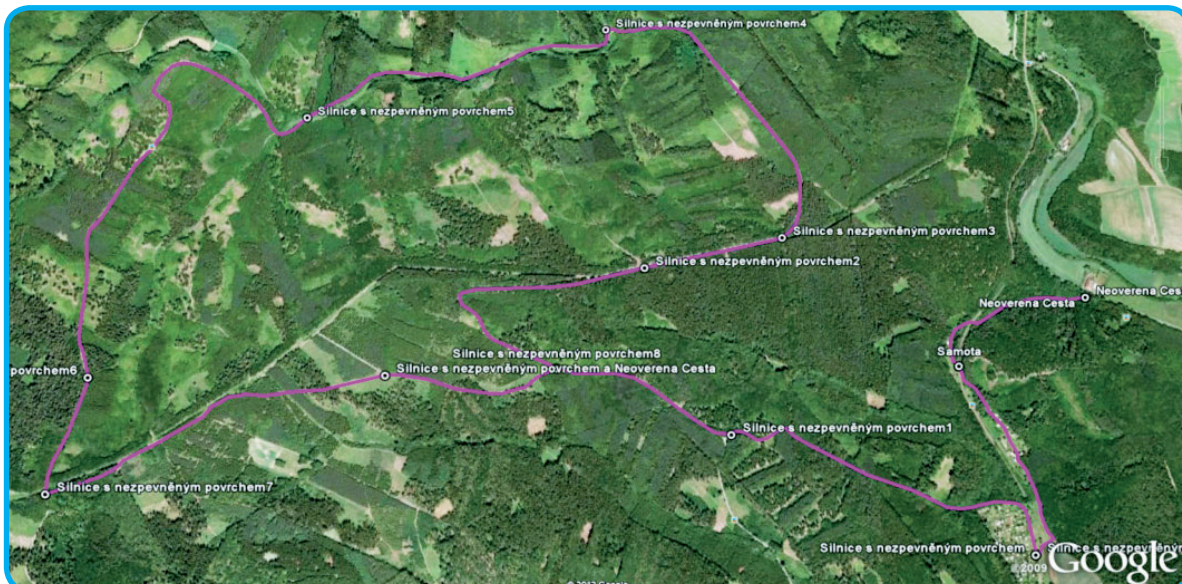 Silnice s nezpevněným povrchem4
Silnice s nezpevněným povrchem5
Silnice s nezpevněným povrchem3
Silnice s nezpevněným povrchem2
Neoverena Ces
Neoverena Cesta
Samota
Silnice s nezpevněným povrchem8
Silnice s nezpevněným povrchem a Neoverena Cesta
povrchem6
Silnice s nezpevněným povrchem1
Silnice s nezpevněným povrchem7
Silnice s nezpevněným povrchem
Silnice s nezpevněným
©2009 Google